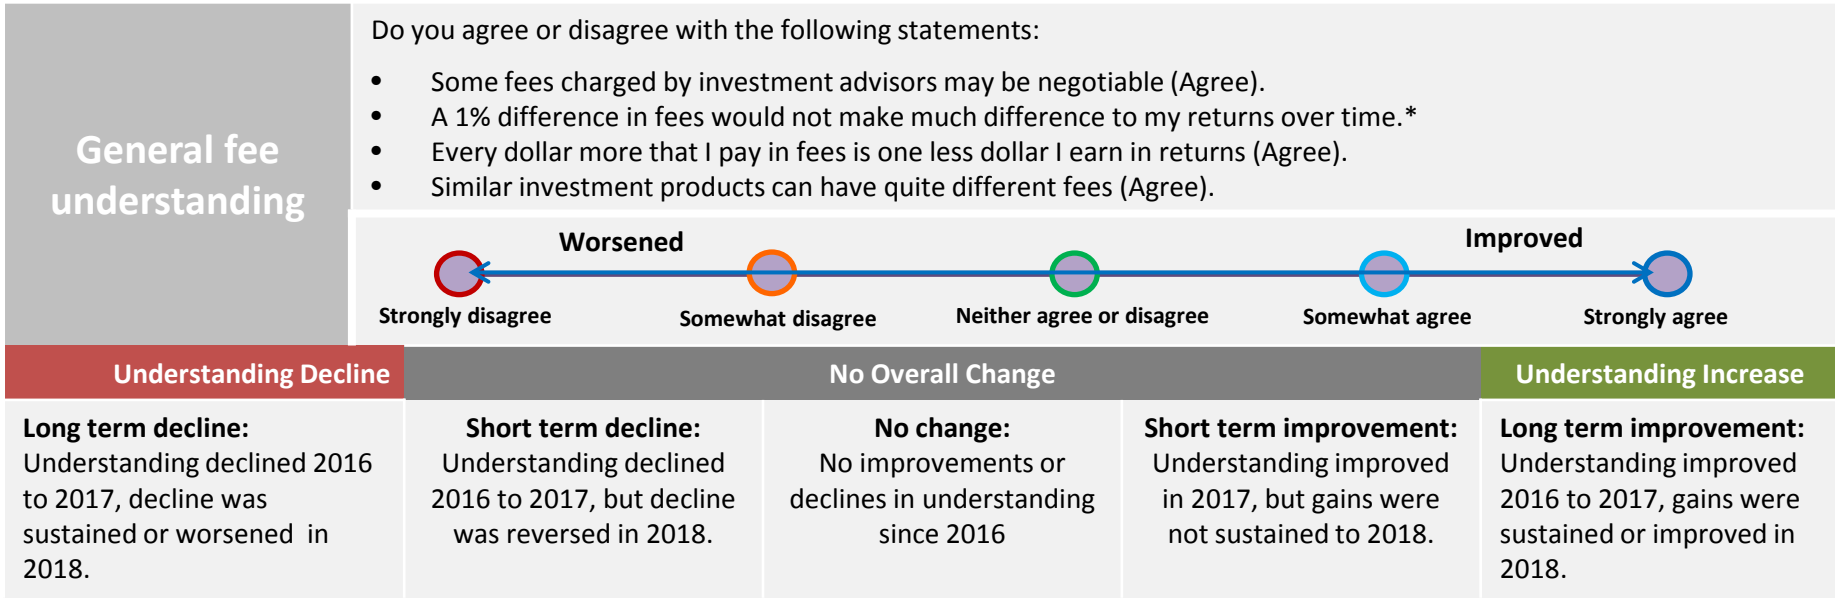 General fee
understanding
Do you agree or disagree with the following statements:
• Some fees charged by investment advisors may be negotiable (Agree).
• A 1% difference in fees would not make much difference to my returns over time.*
• Every dollar more that I pay in fees is one less dollar I earn in returns (Agree).
• Similar investment products can have quite different fees (Agree).
Worsened
Improved
Strongly disagree
Somewhat disagree
Neither agree or disagree
Somewhat agree
Strongly agree
Understanding Decline
No Overall Change
Understanding Increase
Long term decline:
Understanding declined 2016
to 2017, decline was
sustained or worsened in
2018.
Short term decline:
Understanding declined
2016 to 2017, but decline
was reversed in 2018.
No change:
No improvements or
declines in understanding
since 2016
Short term improvement:
Understanding improved
in 2017, but gains were
not sustained to 2018.
Long term improvement:
Understanding improved
2016 to 2017, gains were
sustained or improved in
2018.